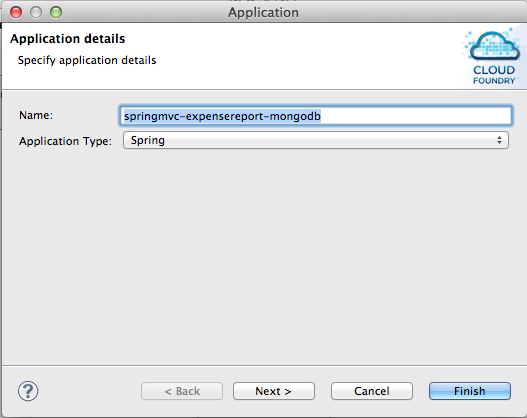 Application
Application details
Specify application details
CLOUD
FOUNDRY
Name: springmvc-expensereport-mongodb
Application Type: Spring
? < Back Next > Cancel Finish